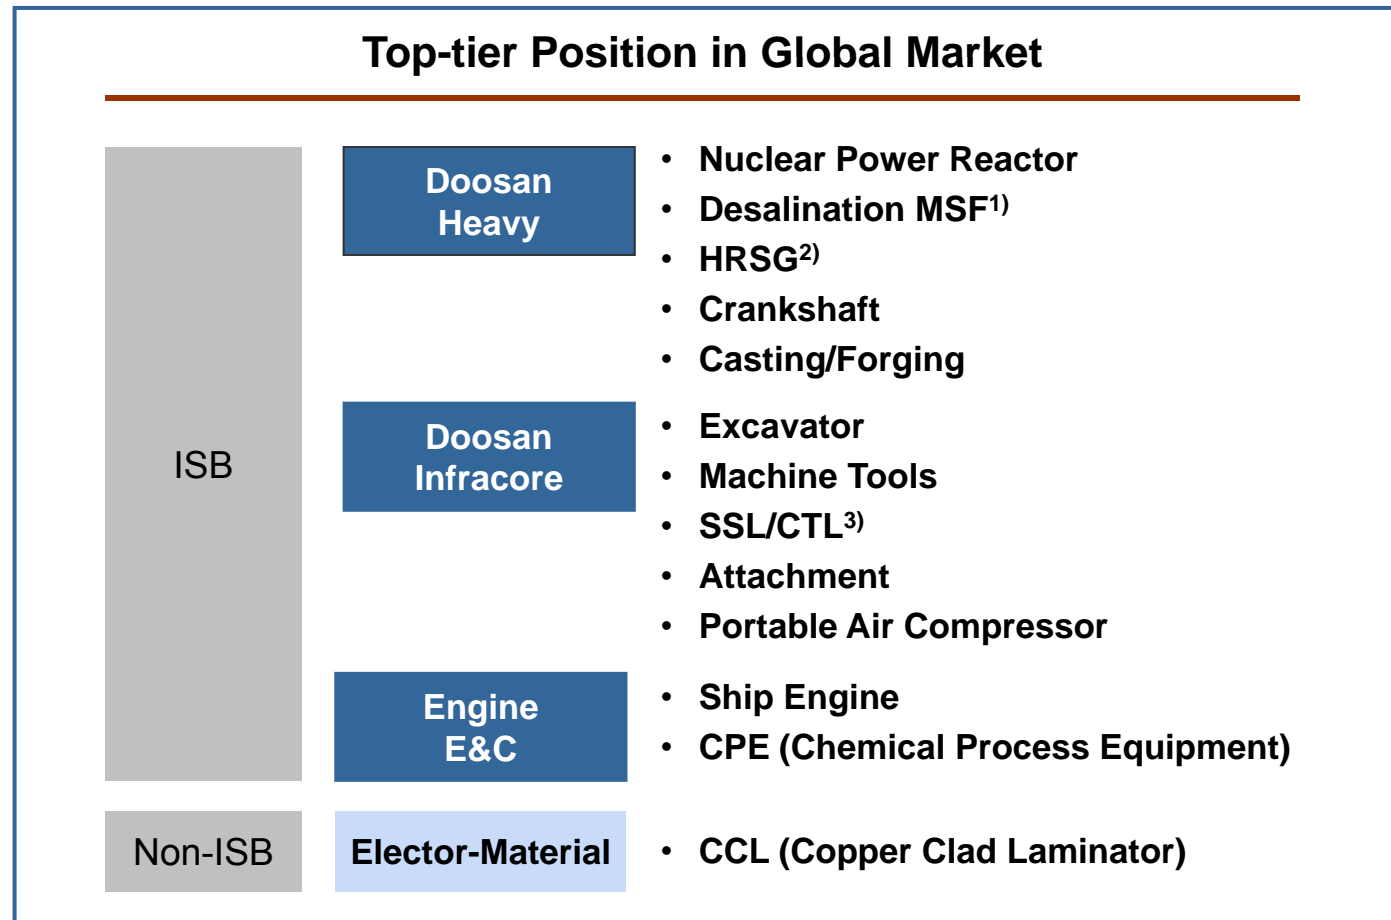 Top-tier Position in Global Market
ISB
Doosan
Heavy
• Nuclear Power Reactor
• Desalination MSF1)
• HRSG2)
• Crankshaft
• Casting/Forging
Doosan
Infracore
• Excavator
• Machine Tools
• SSL/CTL3)
• Attachment
• Portable Air Compressor
Engine
E&C
• Ship Engine
• CPE (Chemical Process Equipment)
Non-ISB
Elector-Material
• CCL (Copper Clad Laminator)